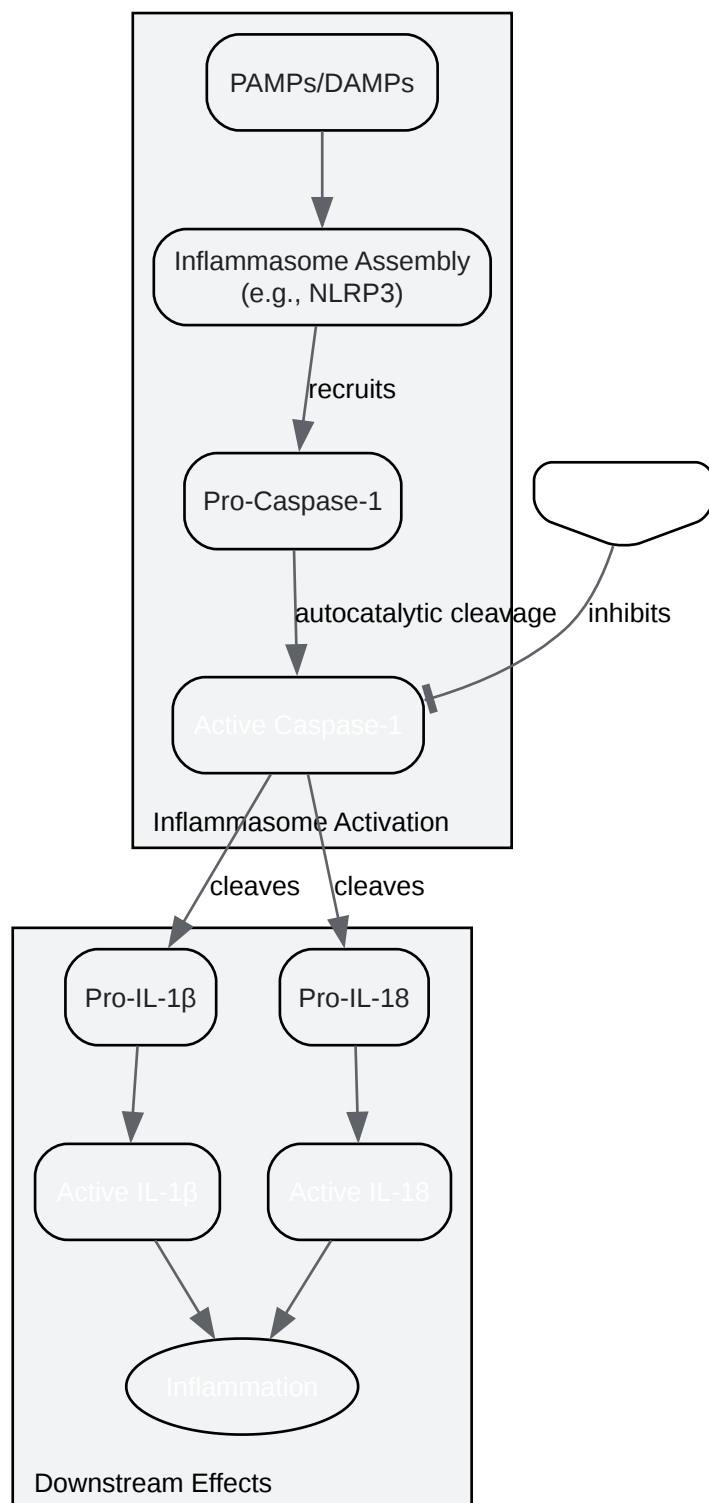 PAMPs/DAMPs
Inflammasome Assembly
(e.g., NLRP3)
recruits
Pro-Caspase-1
autocatalytic cleavage
inhibits
Active Caspase-1
Inflammasome Activation
cleaves
cleaves
Pro-IL-1β
Pro-IL-18
Active IL-1β
Active IL-18
Inflammation
Downstream Effects